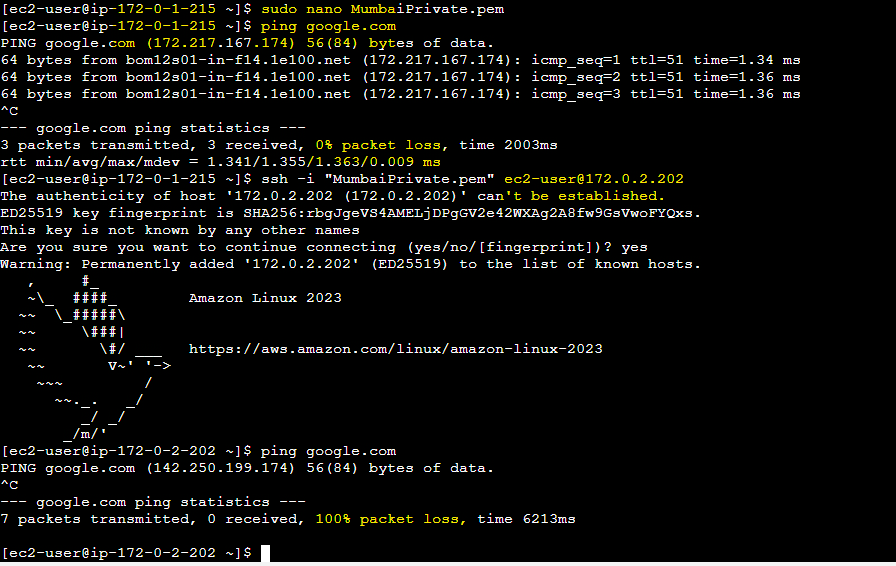 [ec2-user@ip-172-0-1-215 ~]$ sudo nano MumbaiPrivate.pem
[ec2-user@ip-172-0-1-215 ~]$ ping google.com
PING google.com (172.217.167.174) 56(84) bytes of data.
64 bytes from bom12s01-in-f14.1e100.net (172.217.167.174): icmp_seq=1 ttl=51 time=1.34 ms
64 bytes from bom12s01-in-f14.1e100.net (172.217.167.174): icmp_seq=2 ttl=51 time=1.36 ms
64 bytes from bom12s01-in-f14.1e100.net (172.217.167.174): icmp_seq=3 ttl=51 time=1.36 ms
^C
--- google.com ping statistics ---
3 packets transmitted, 3 received, 0% packet loss, time 2003ms
rtt min/avg/max/mdev = 1.341/1.355/1.363/0.009 ms
[ec2-user@ip-172-0-1-215 ~]$ ssh -i "MumbaiPrivate.pem" ec2-user@172.0.2.202
The authenticity of host '172.0.2.202 (172.0.2.202)' can't be established.
ED25519 key fingerprint is SHA256:rbgJgeVS4AMELjDPgGV2e42WXAg2A8fw9GsVwoFYQxs.
This key is not known by any other names
Are you sure you want to continue connecting (yes/no/[fingerprint])? yes
Warning: Permanently added '172.0.2.202' (ED25519) to the list of known hosts.
   ,     #_
   ~\_  ####_        Amazon Linux 2023
  ~~  \_#####\
  ~~     \###|
  ~~       \#/ ___   https://aws.amazon.com/linux/amazon-linux-2023
   ~~       V~' '->
    ~~~         /
      ~~._.   _/
         _/ _/
       _/m/'
[ec2-user@ip-172-0-2-202 ~]$ ping google.com
PING google.com (142.250.199.174) 56(84) bytes of data.
^C
--- google.com ping statistics ---
7 packets transmitted, 0 received, 100% packet loss, time 6213ms
[ec2-user@ip-172-0-2-202 ~]$